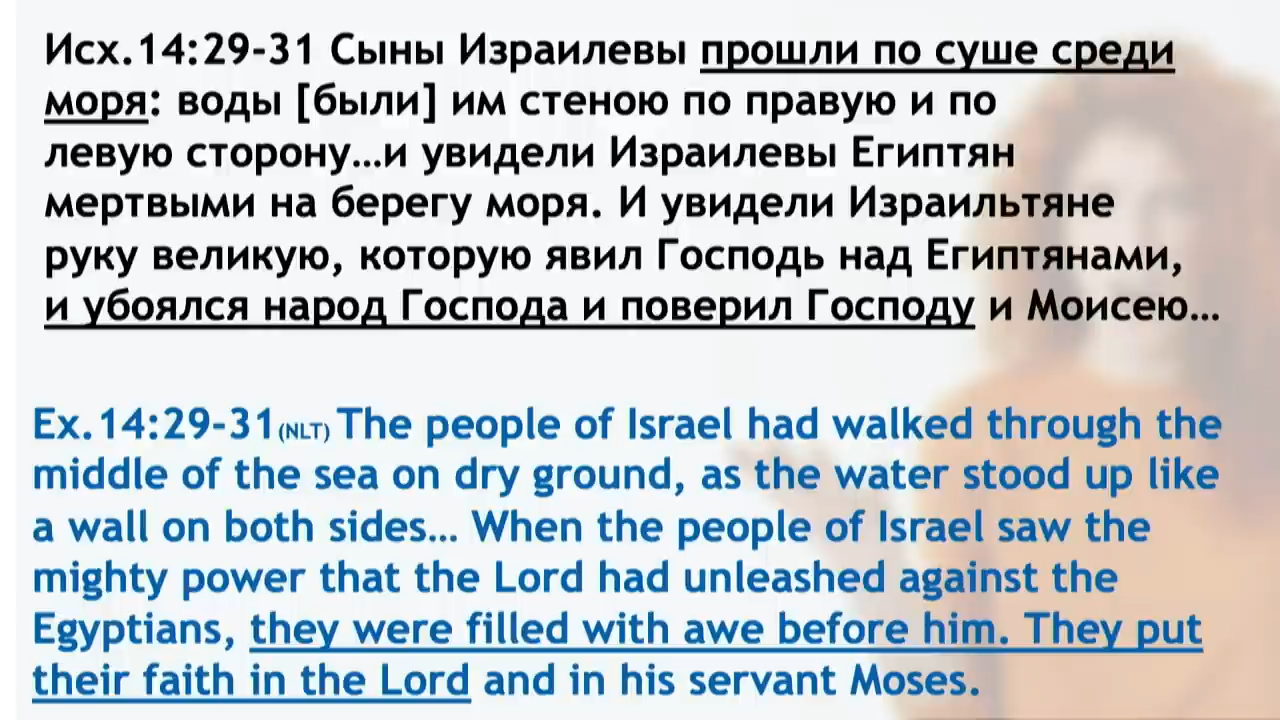 Исх.14:29-31 Сыны Израилевы прошли по суше среди
моря: воды [были] им стеною по правую и по
левую сторону…и увидели Израилевы Египтян
мертвыми на берегу моря. И увидели Израильтяне
руку великую, которую явил Господь над Египтянами,
и убоялся народ Господа и поверил Господу и Моисею…
Ex.14:29-31(NLT) The people of Israel had walked through the
middle of the sea on dry ground, as the water stood up like
a wall on both sides… When the people of Israel saw the
mighty power that the Lord had unleashed against the
Egyptians, they were filled with awe before him. They put
their faith in the Lord and in his servant Moses.